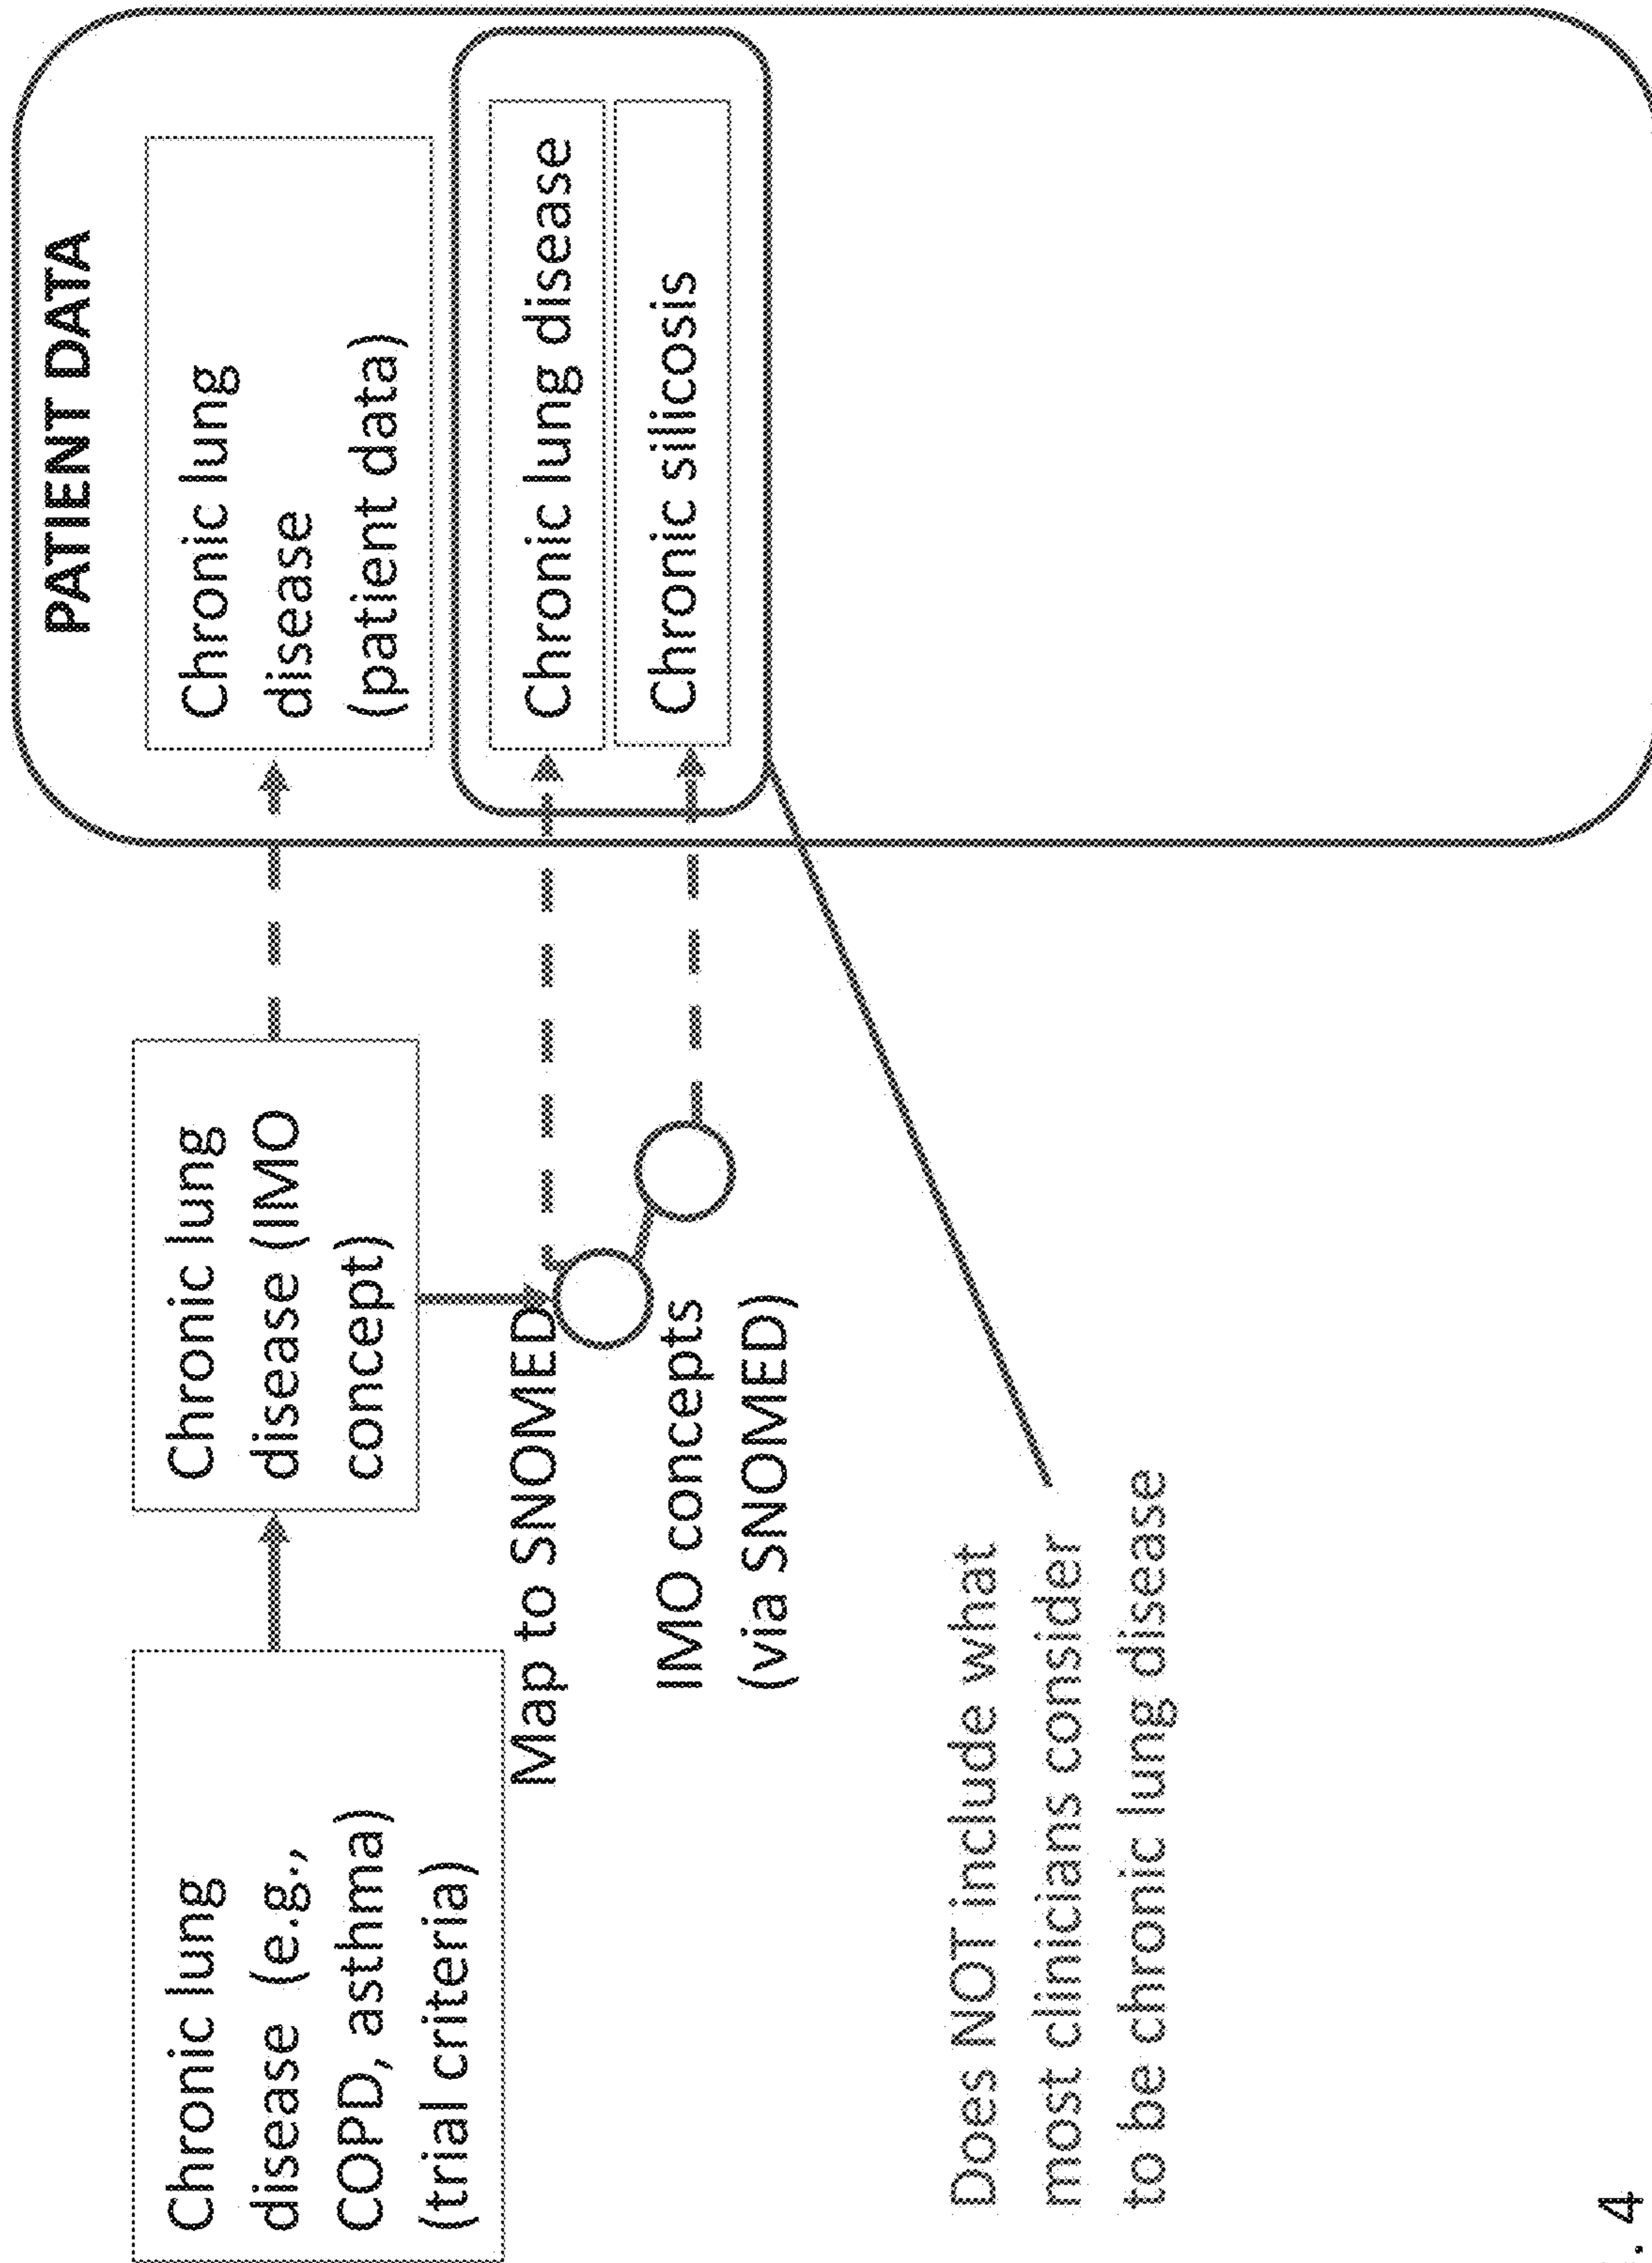 Chronic lung
disease (e.g.,
COPD, asthma)
(trial criteria)
Chronic lung
disease (IMO
concept)
PATIENT DATA
Chronic lung
disease
(patient data)
Map to SNOMED
IMO concepts
(via SNOMED)
Chronic lung disease
Chronic silicosis
Does NOT include what
most clinicians consider
to be chronic lung disease
. 4